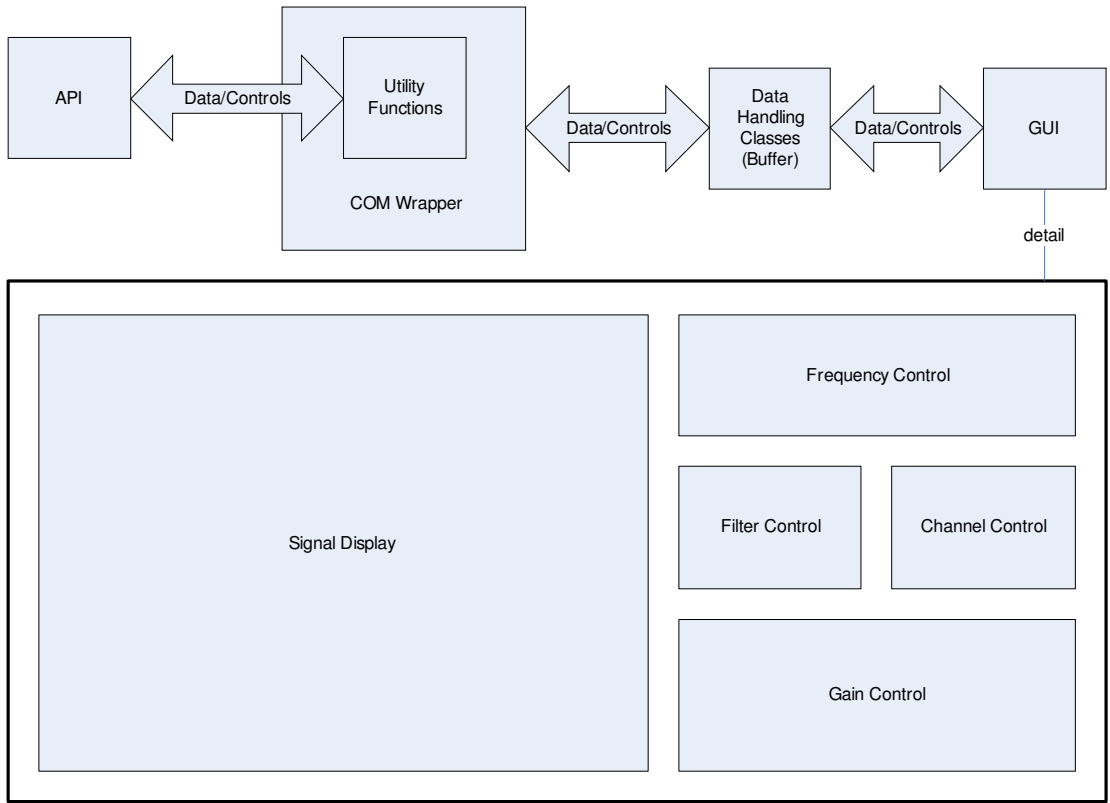 API
Data/Controls
Utility
Functions
COM Wrapper
Data/Controls
Data
Handling
Classes
(Buffer)
Data/Controls
GUI
detail
Signal Display
Frequency Control
Filter Control
Channel Control
Gain Control